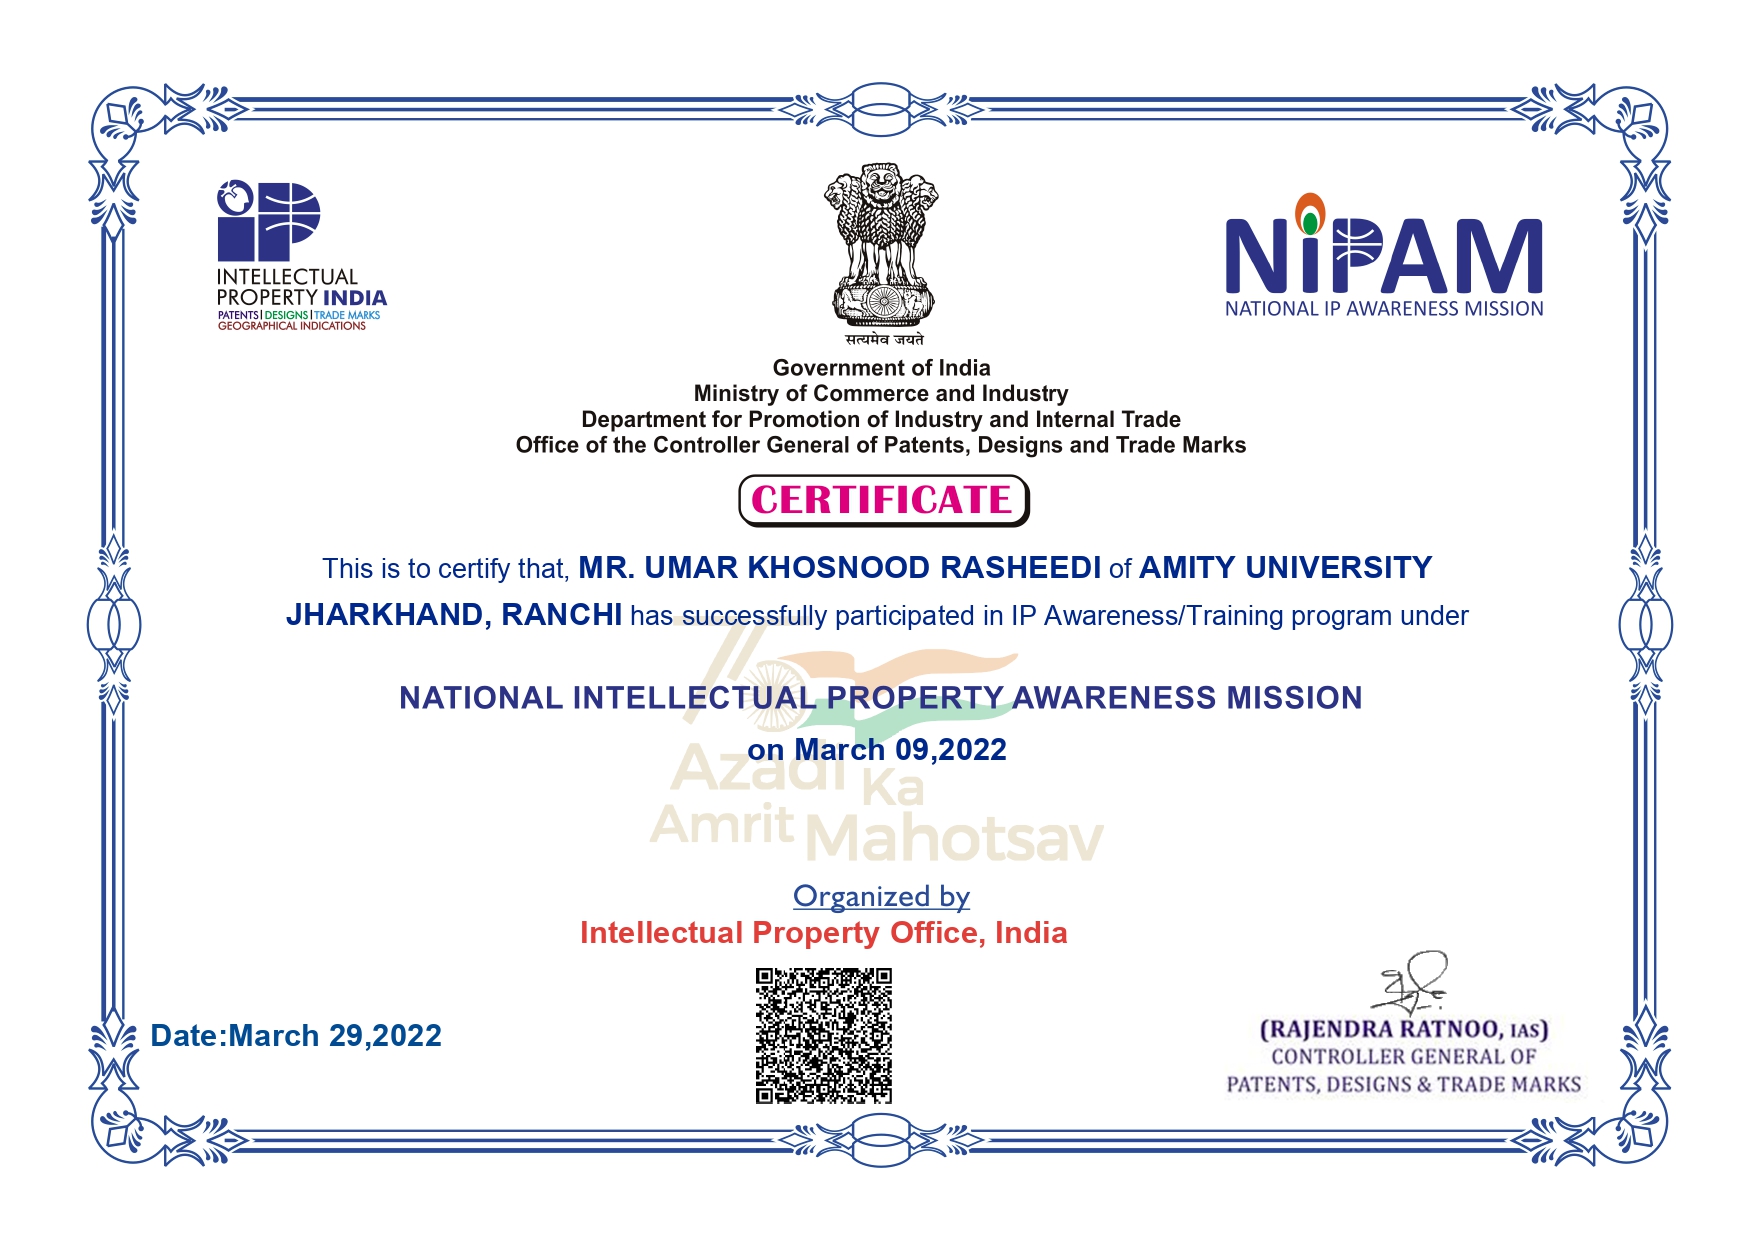 iP
INTELLECTUAL
PROPERTY INDIA
PATENTS | DESIGNS | TRADE MARKS
GEOGRAPHICAL INDICATIONS
सत्यमेव जयते
NiPAM
NATIONAL IP AWARENESS MISSION
Government of India
Ministry of Commerce and Industry
Department for Promotion of Industry and Internal Trade
Office of the Controller General of Patents, Designs and Trade Marks
CERTIFICATE
This is to certify that, MR. UMAR KHOSNOOD RASHEEDI of AMITY UNIVERSITY
JHARKHAND, RANCHI has successfully participated in IP Awareness/Training program under
NATIONAL INTELLECTUAL PROPERTY AWARENESS MISSION
on March 09,2022
75
Azadi Ka
Amrit Mahotsav
Organized by
Intellectual Property Office, India
Date:March 29,2022
(RAJENDRA RATNOO, IAS)
CONTROLLER GENERAL OF
PATENTS, DESIGNS & TRADE MARKS